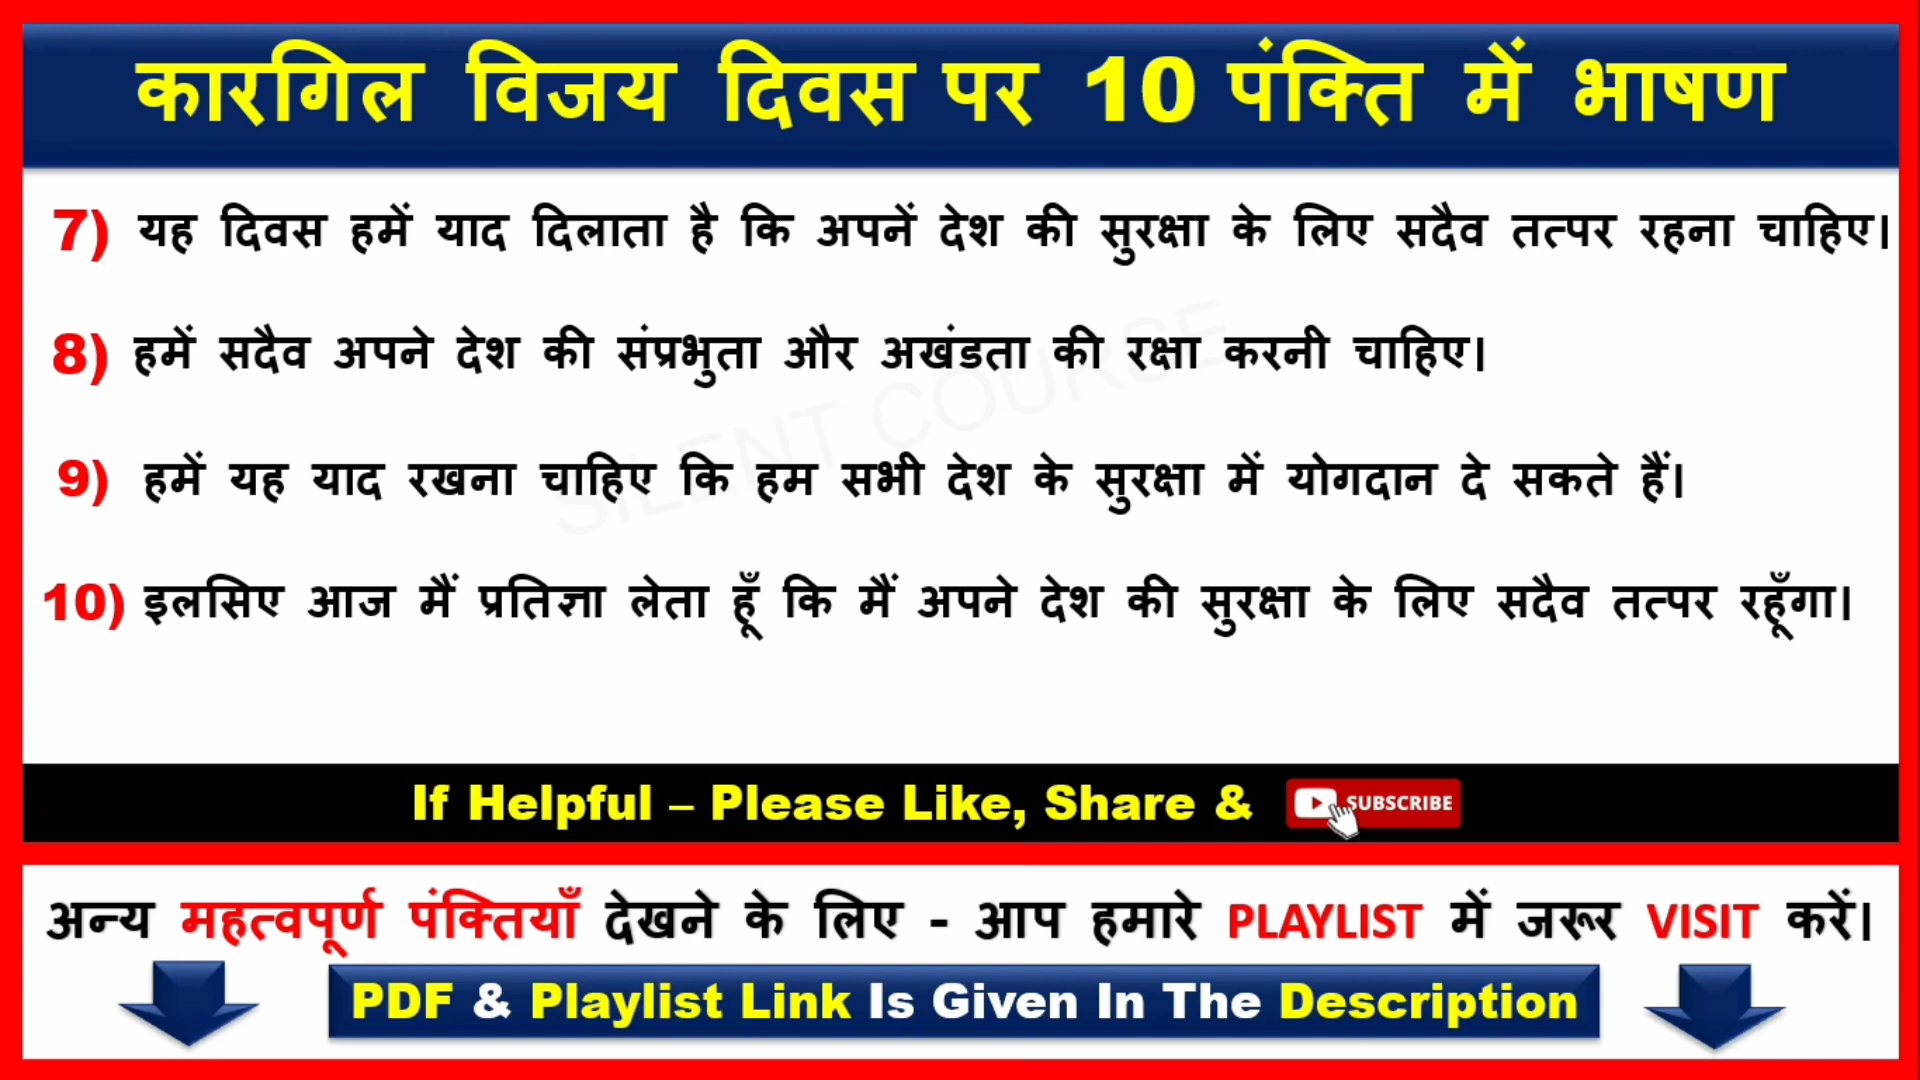 कारगिल विजय दिवस पर 10 पंक्ति में भाषण
7) यह दिवस हमें याद दिलाता है कि अपनें देश की सुरक्षा के लिए सदैव तत्पर रहना चाहिए।
8) हमें सदैव अपने देश की संप्रभुता और अखंडता की रक्षा करनी चाहिए।
SILENT COURSE
9) हमें यह याद रखना चाहिए कि हम सभी देश के सुरक्षा में योगदान दे सकते हैं।
10) इलसिए आज मैं प्रतिज्ञा लेता हूँ कि मैं अपने देश की सुरक्षा के लिए सदैव तत्पर रहूँगा।
If Helpful – Please Like, Share & SUBSCRIBE
अन्य महत्वपूर्ण पंक्तियाँ देखने के लिए - आप हमारे PLAYLIST में जरूर VISIT करें।
PDF & Playlist Link Is Given In The Description